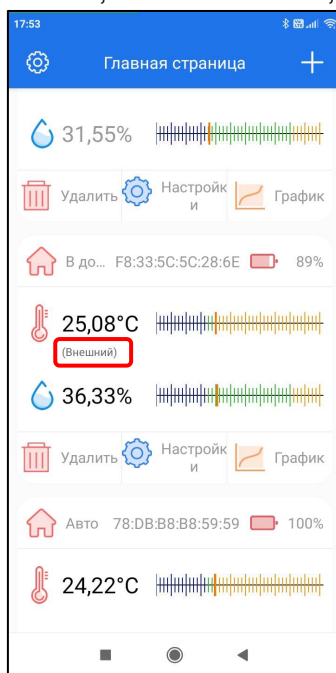 17:53
Главная страница
31,55%
Удалить
Настройк
и
График
В до... F8:33:5C:5C:28:6E 89%
25,08°C
(Внешний)
36,33%
Удалить
Настройк
и
График
Авто 78:DB:B8:B8:59:59 100%
24,22°C